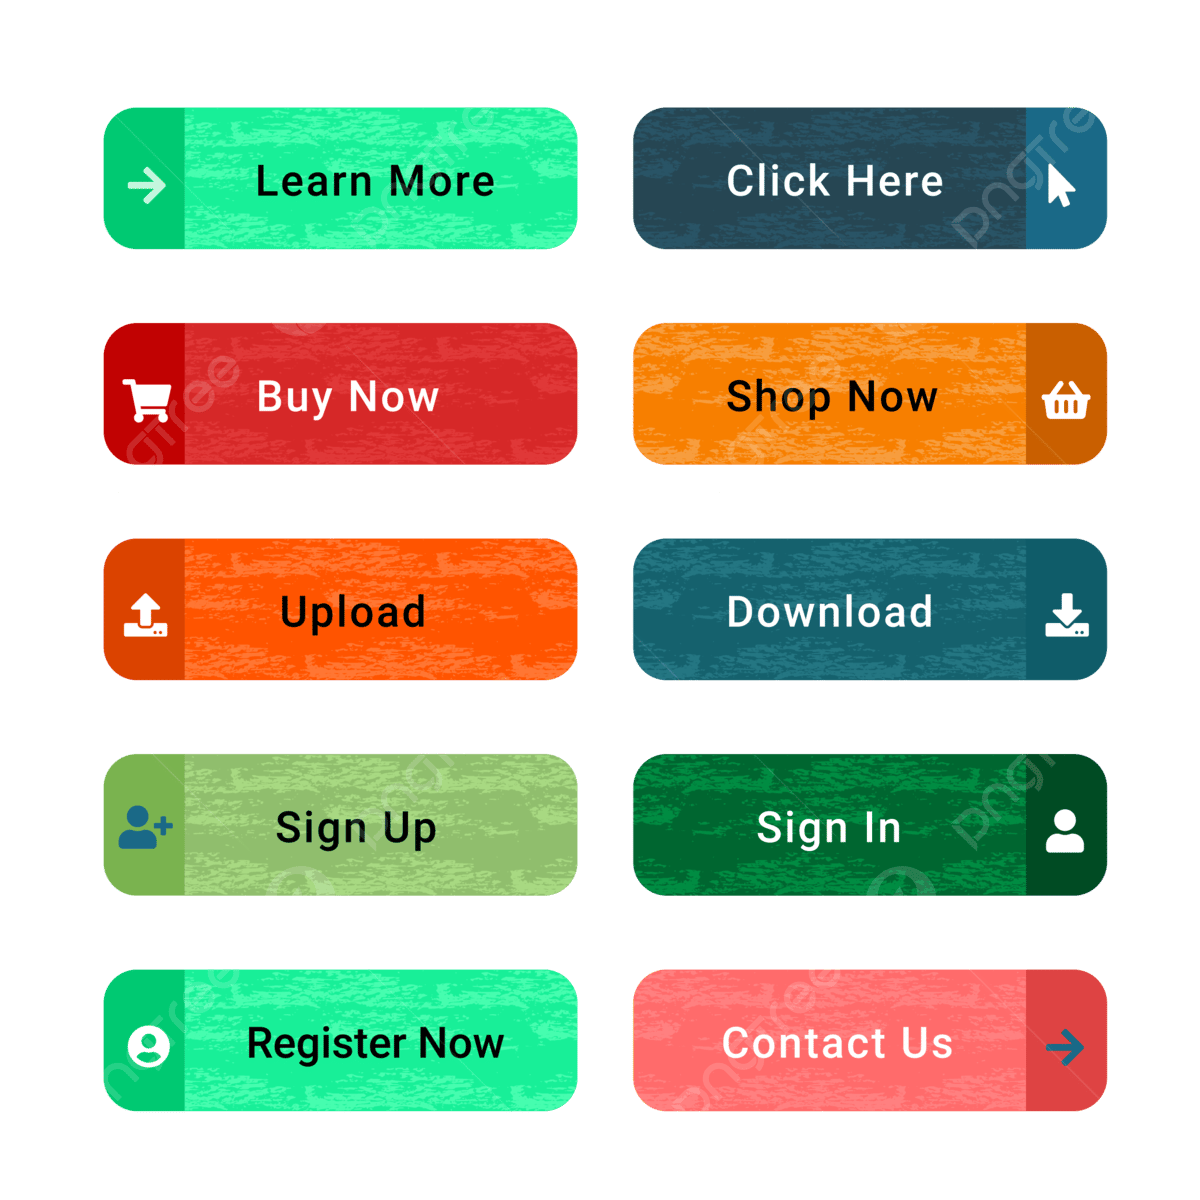 Learn More
Click Here
Buy Now
Shop Now
Upload
Download
Sign Up
Sign In
Register Now
Contact Us
pngtree